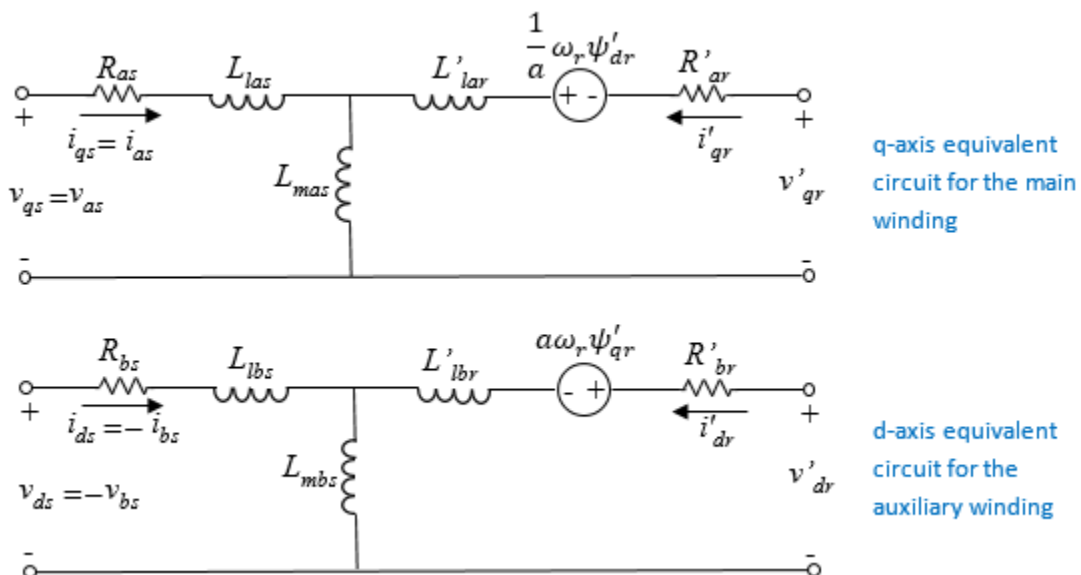 R_as
L_las
L'_lar
1/a ω_r ψ'_dr
R'_ar
+ -
+
i_qs = i_as
i'_qr
+
L_mas
v_qs =v_as
v'_qr
q-axis equivalent
circuit for the main
winding
-
-
R_bs
L_lbs
L'_lbr
aω_r ψ'_qr
R'_br
- +
+
i_ds =− i_bs
i'_dr
+
L_mbs
v_ds =−v_bs
v'_dr
d-axis equivalent
circuit for the
auxiliary winding
-
-